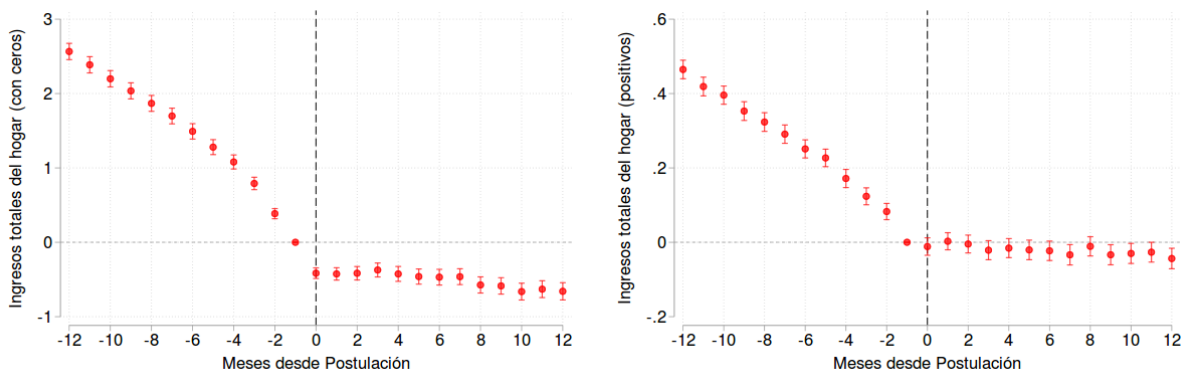 Ingresos totales del hogar (con ceros)
3
2
1
0
-1
-12 -10 -8 -6 -4 -2 0 2 4 6 8 10 12
Meses desde Postulación
Ingresos totales del hogar (positivos)
.6
.4
.2
0
-.2
-12 -10 -8 -6 -4 -2 0 2 4 6 8 10 12
Meses desde Postulación